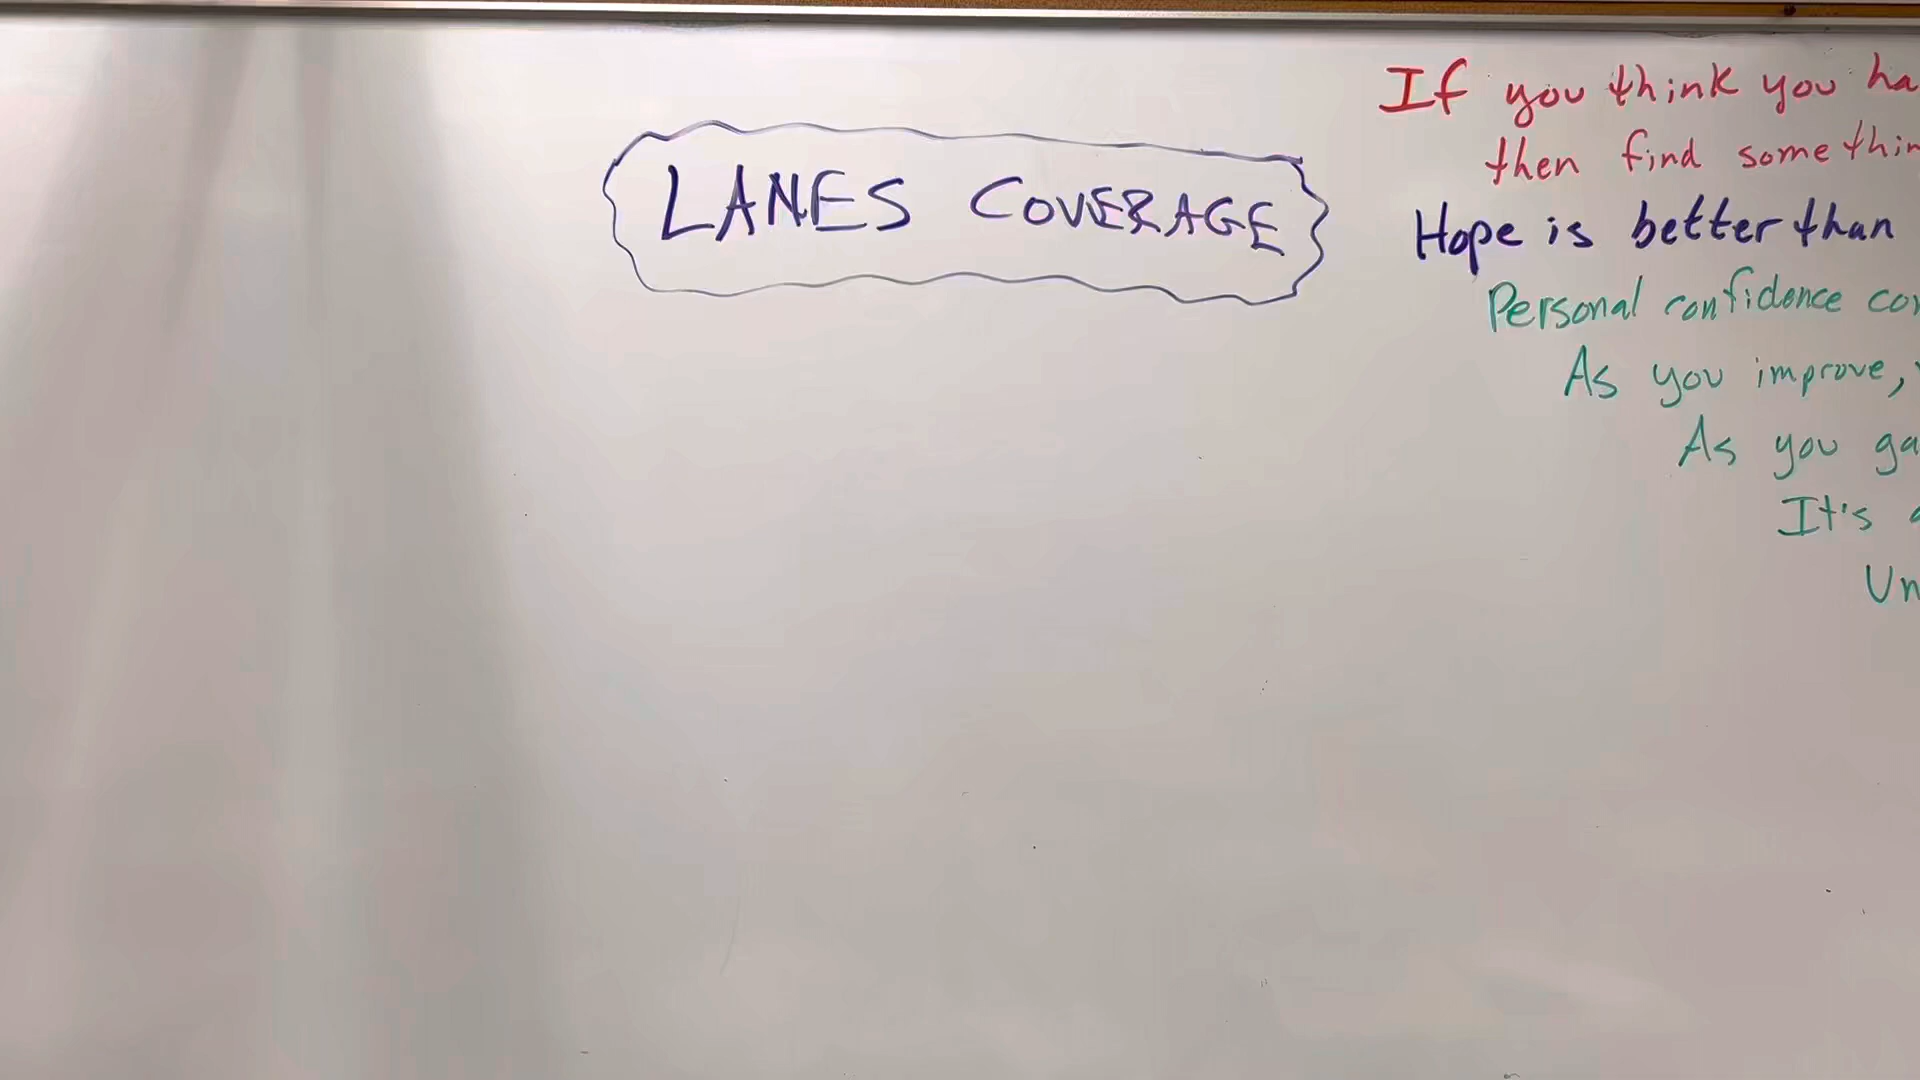 LANES COVERAGE
If you think you ha
then find somethin
Hope is better than
Personal confidence co
As you improve,
As you ga
It's
Un